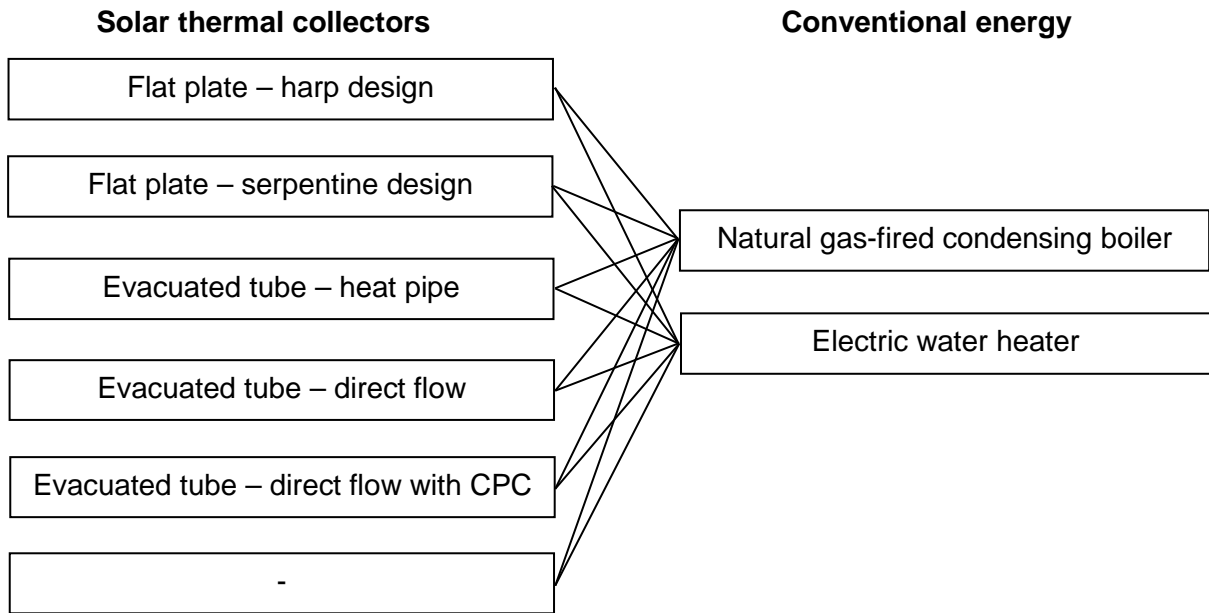 Solar thermal collectors
Conventional energy
Flat plate – harp design
Flat plate – serpentine design
Evacuated tube – heat pipe
Evacuated tube – direct flow
Evacuated tube – direct flow with CPC
-
Natural gas-fired condensing boiler
Electric water heater